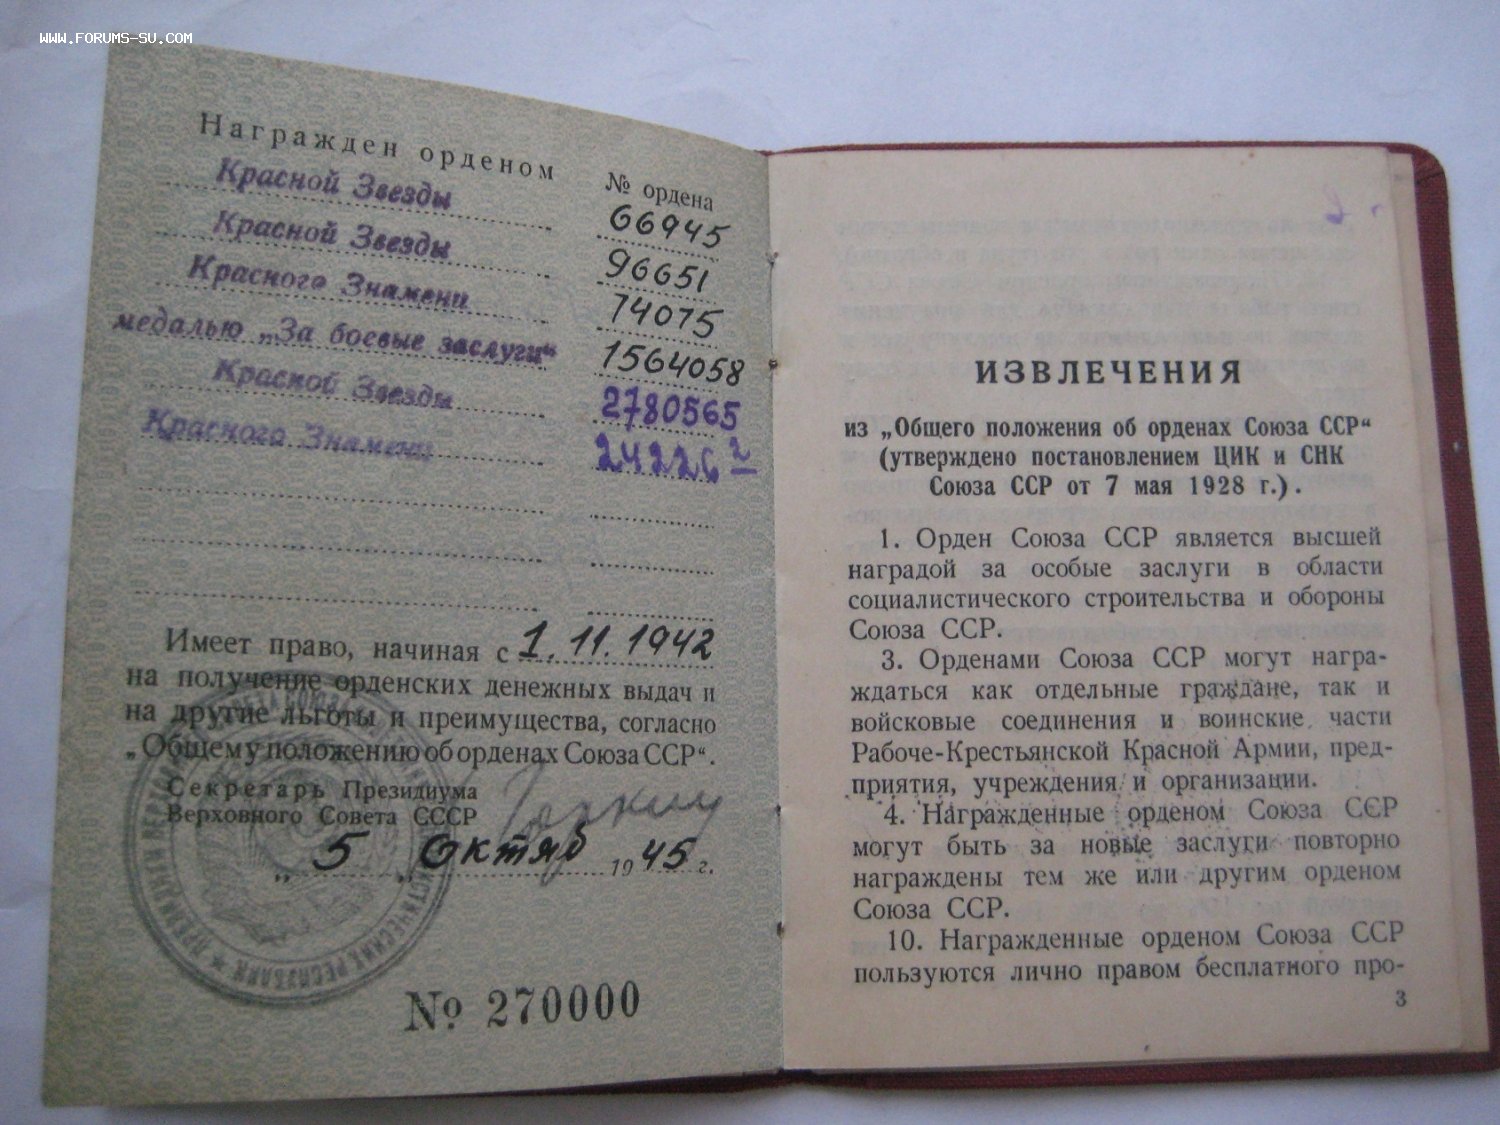 WWW.FORUMS-SU.COM
Награжден орденом
№ ордена
Красной Звезды 66945
Красной Звезды 96651
Красного Знамени 74075
медалью „За боевые заслуги“ 1564058
Красной Звезды 2780565
Красного Знамени 24226 2
Имеет право, начиная с 1.11.1942
на получение орденских денежных выдач и
на другие льготы и преимущества, согласно
„Общему положению об орденах Союза ССР“.
Секретарь Президиума
Верховного Совета СССР
„5„ Октяб 1945 г.
№ 270000
ИЗВЛЕЧЕНИЯ
из „Общего положения об орденах Союза ССР“
(утверждено постановлением ЦИК и СНК
Союза ССР от 7 мая 1928 г.).
1. Орден Союза ССР является высшей
наградой за особые заслуги в области
социалистического строительства и обороны
Союза ССР.
3. Орденами Союза ССР могут награ-
ждаться как отдельные граждане, так и
войсковые соединения и воинские части
Рабоче-Крестьянской Красной Армии, пред-
приятия, учреждения и организации.
4. Награжденные орденом Союза ССР
могут быть за новые заслуги повторно
награждены тем же или другим орденом
Союза ССР.
10. Награжденные орденом Союза ССР
пользуются лично правом бесплатного про-
3